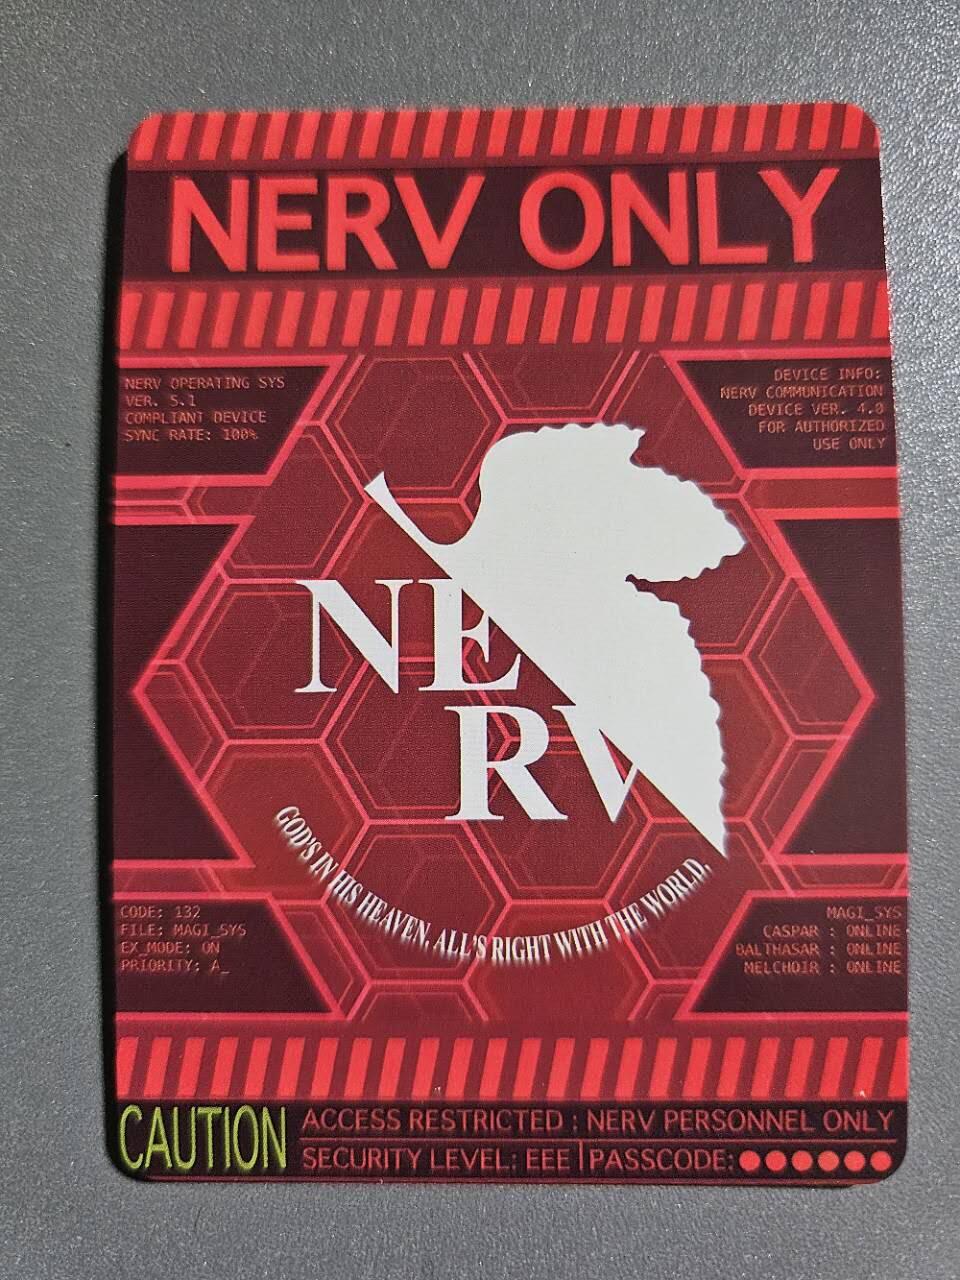 NERV ONLY
NERV OPERATING SYS
VER. 5.1
COMPLIANT DEVICE
SYNC RATE: 100%
DEVICE INFO:
NERV COMMUNICATION
DEVICE VER. 4.0
FOR AUTHORIZED
USE ONLY
NE
RV
GOD'S IN HIS HEAVEN. ALL'S RIGHT WITH THE WORLD.
CODE: 132
FILE: MAGI_SYS
EX_MODE: ON
PRIORITY: A_
MAGI_SYS
CASPAR : ONLINE
BALTHASAR : ONLINE
MELCHOIR : ONLINE
CAUTION
ACCESS RESTRICTED : NERV PERSONNEL ONLY
SECURITY LEVEL: EEE | PASSCODE: ●●●●●●